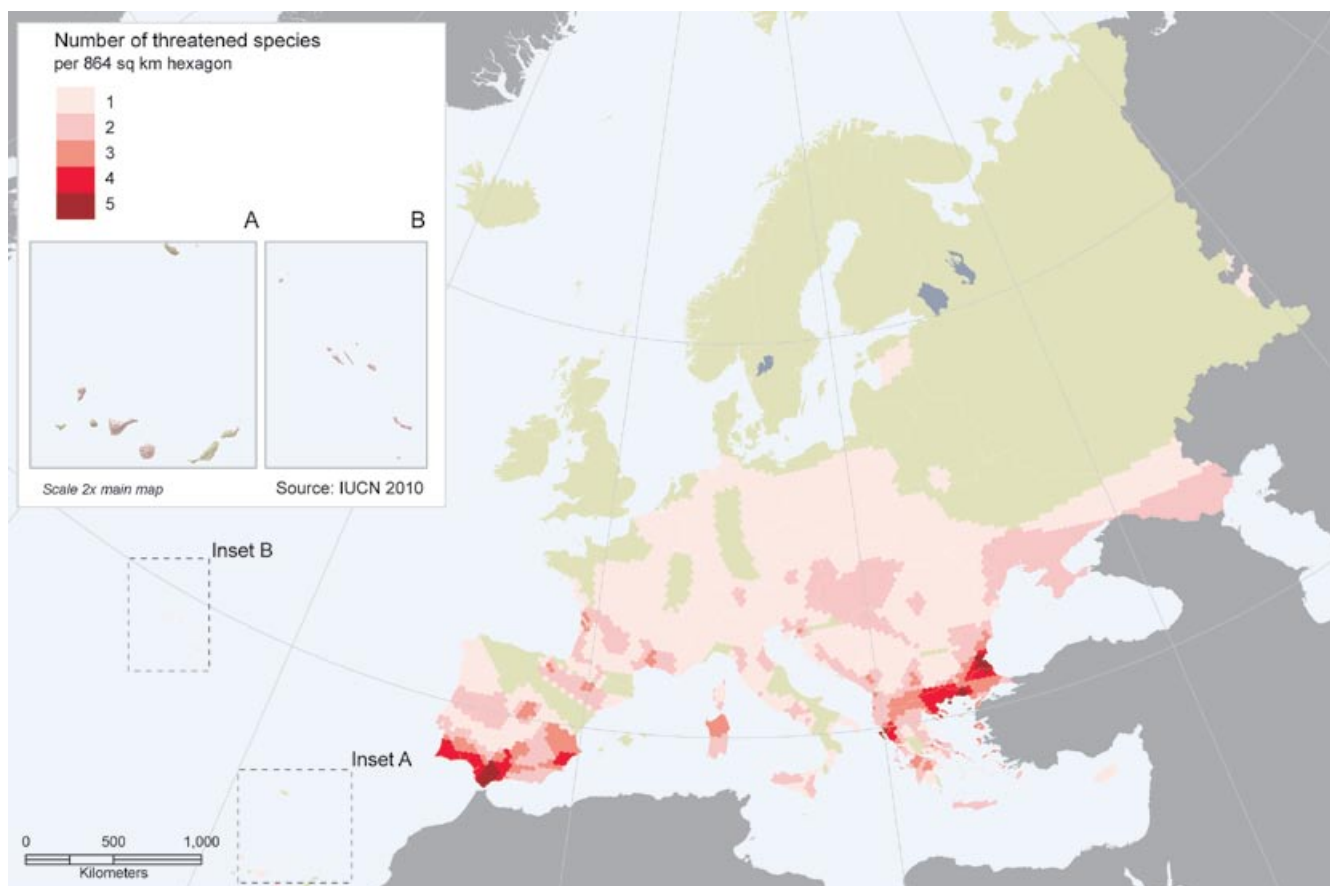 Number of threatened species
per 864 sq km hexagon
1
2
3
4
5
A
B
Scale 2x main map
Source: IUCN 2010
Inset B
Inset A
0 500 1,000
Kilometers